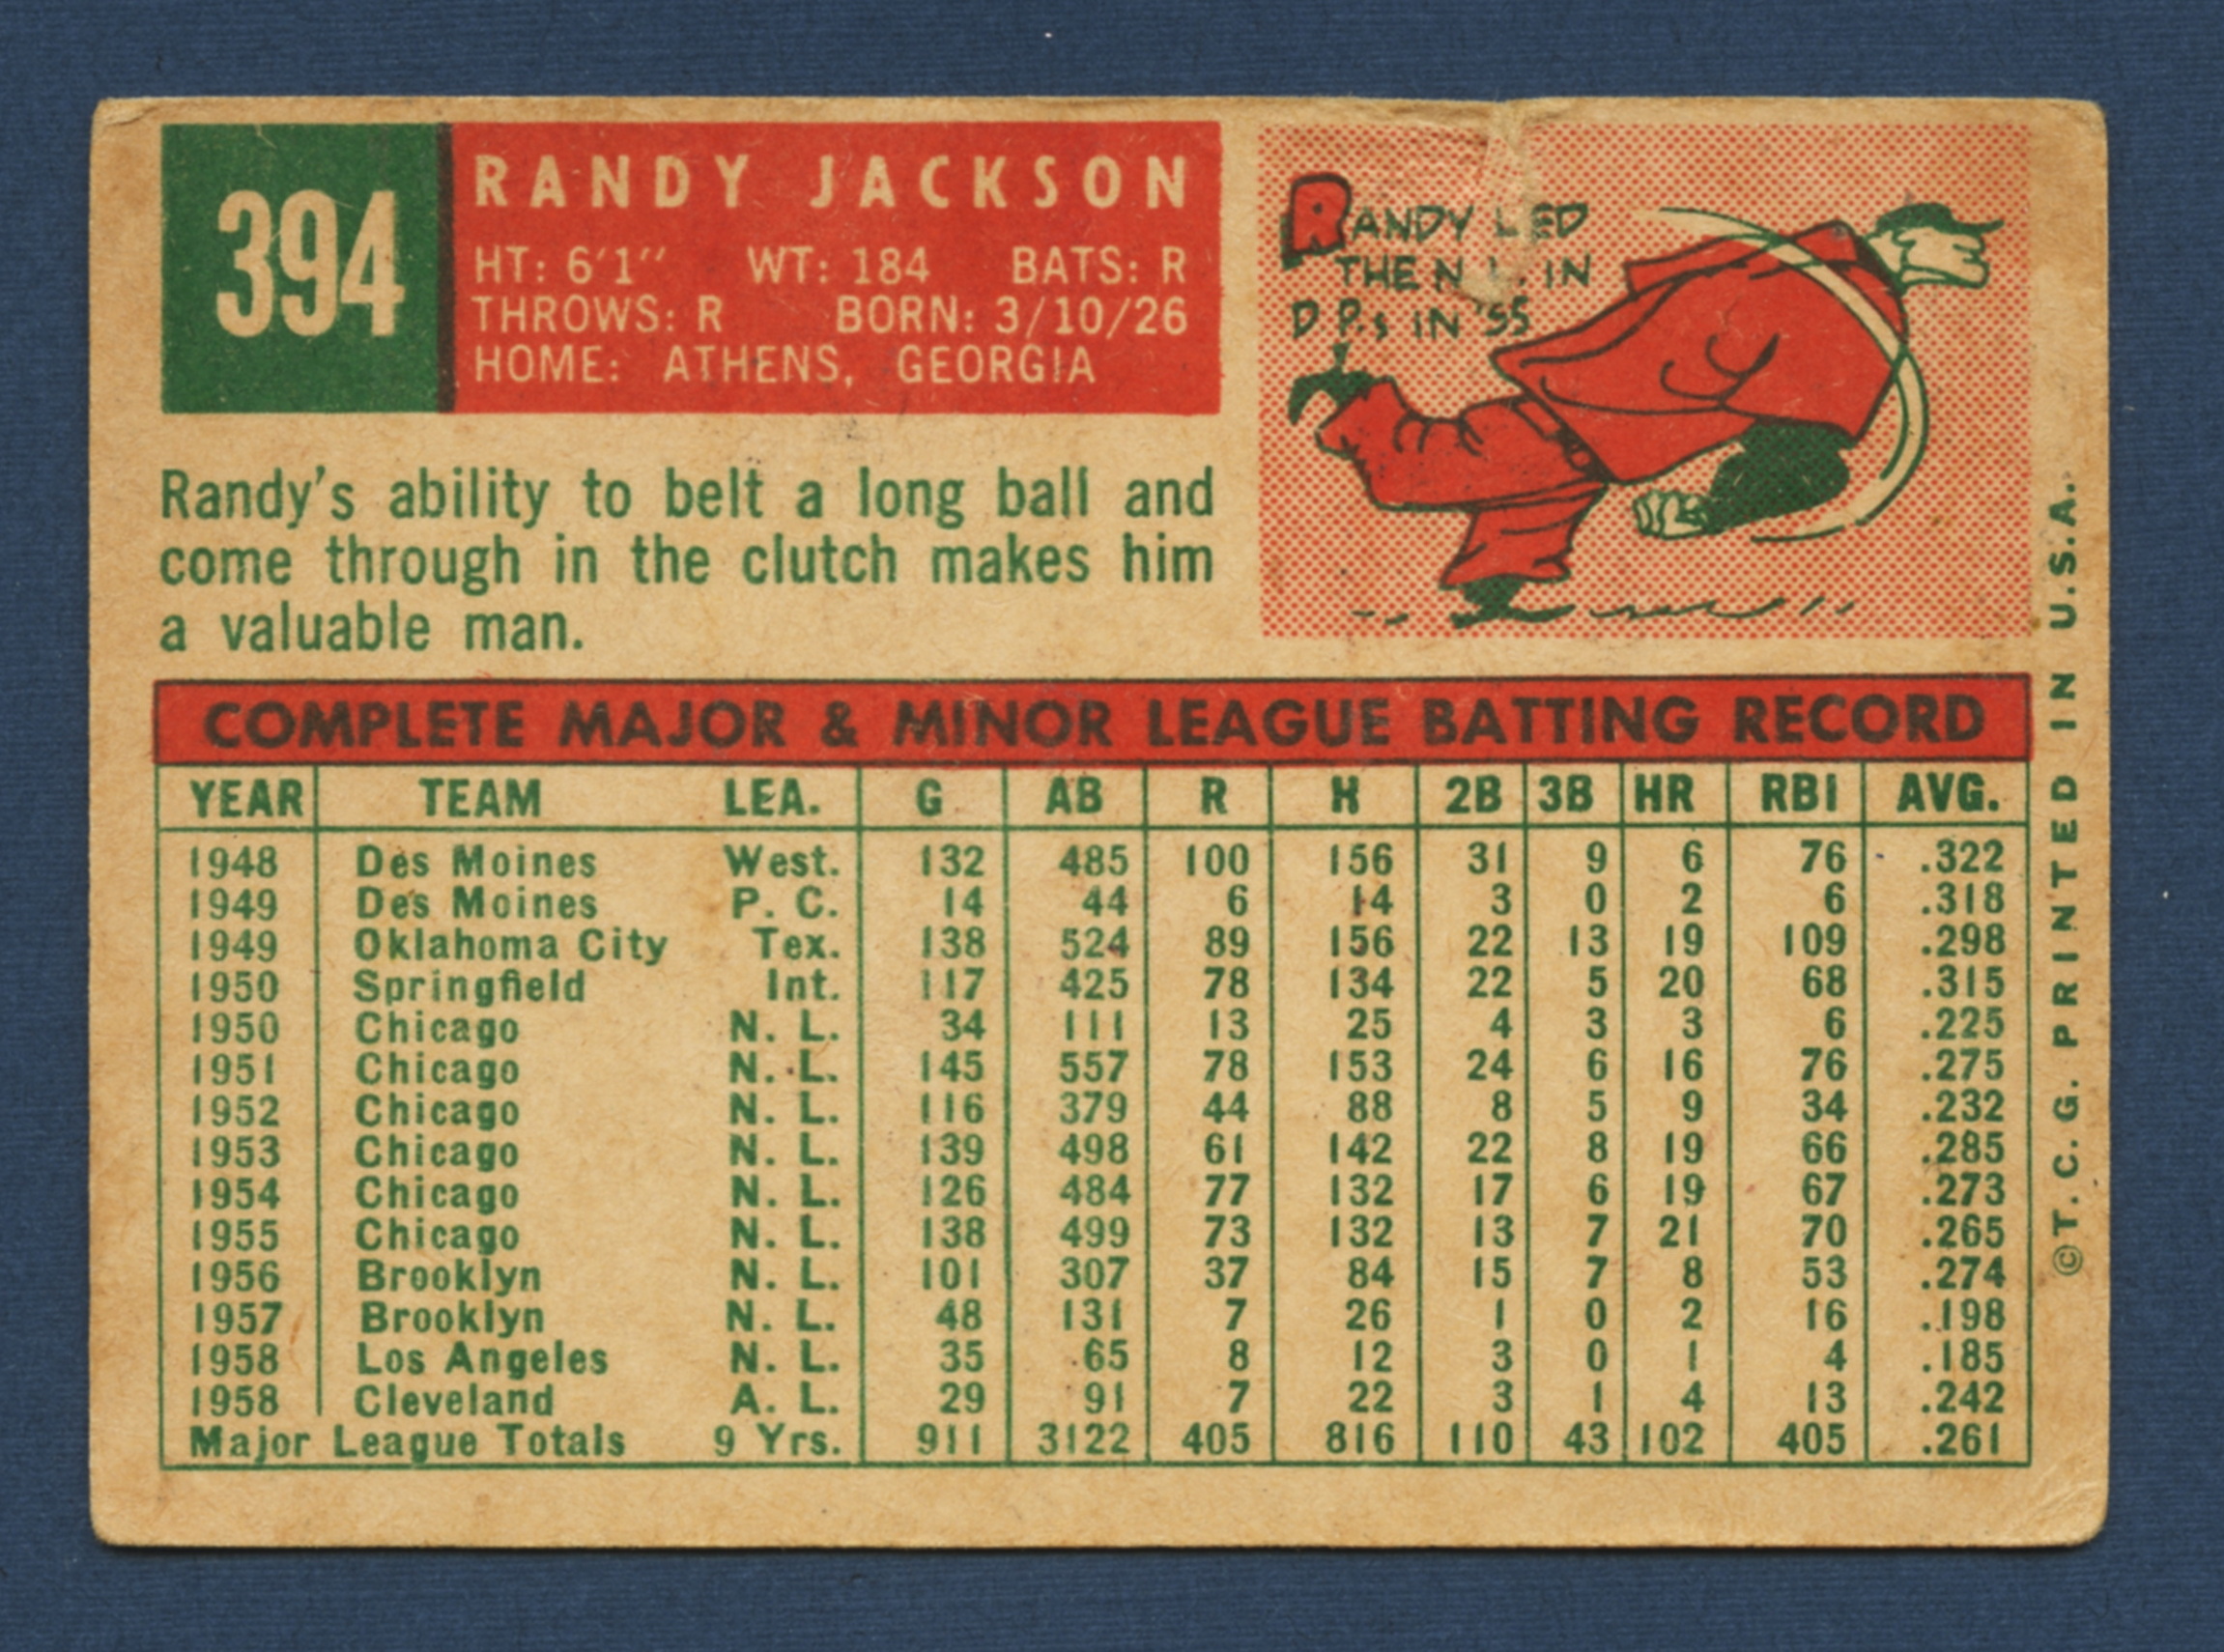 394
RANDY JACKSON
HT: 6'1" WT: 184 BATS: R
THROWS: R BORN: 3/10/26
HOME: ATHENS, GEORGIA
RANDY LED
THE N. L. IN
D P.s IN '55
Randy's ability to belt a long ball and
come through in the clutch makes him
a valuable man.
COMPLETE MAJOR & MINOR LEAGUE BATTING RECORD
YEAR TEAM LEA. G AB R H 2B 3B HR RBI AVG.
1948 Des Moines West. 132 485 100 156 31 9 6 76 .322
1949 Des Moines P. C. 14 44 6 14 3 0 2 6 .318
1949 Oklahoma City Tex. 138 524 89 156 22 13 19 109 .298
1950 Springfield Int. 117 425 78 134 22 5 20 68 .315
1950 Chicago N. L. 34 111 13 25 4 3 3 6 .225
1951 Chicago N. L. 145 557 78 153 24 6 16 76 .275
1952 Chicago N. L. 116 379 44 88 8 5 9 34 .232
1953 Chicago N. L. 139 498 61 142 22 8 19 66 .285
1954 Chicago N. L. 126 484 77 132 17 6 19 67 .273
1955 Chicago N. L. 138 499 73 132 13 7 21 70 .265
1956 Brooklyn N. L. 101 307 37 84 15 7 8 53 .274
1957 Brooklyn N. L. 48 131 7 26 1 0 2 16 .198
1958 Los Angeles N. L. 35 65 8 12 3 0 1 4 .185
1958 Cleveland A. L. 29 91 7 22 3 1 4 13 .242
Major League Totals 9 Yrs. 911 3122 405 816 110 43 102 405 .261
©T. C. G. PRINTED IN U.S.A.